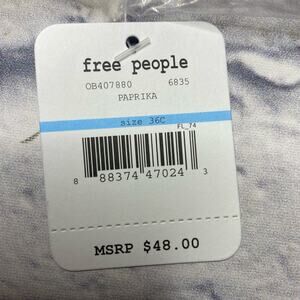 free people
OB407880 6835
PAPRIKA
size 36C
FL_74
8 88374 47024 3
MSRP $48.00